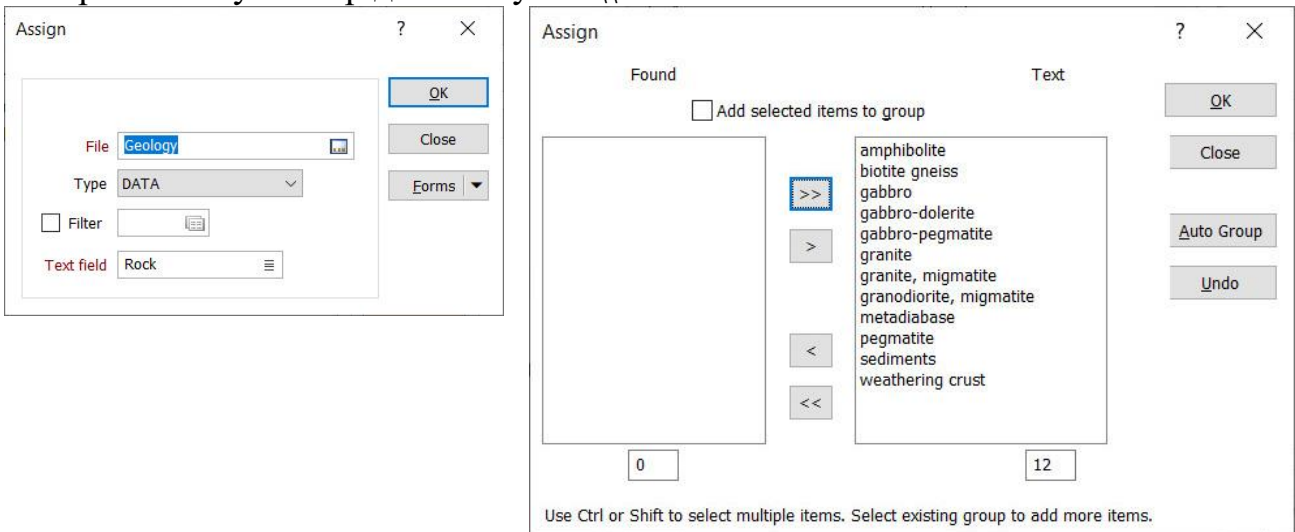 Assign
?
OK
File Geology
Close
Type DATA
Forms
Filter
Text field Rock
Assign
?
Found Text
OK
Add selected items to group
Close
amphibolite
biotite gneiss
>>
gabbro
gabbro-dolerite
gabbro-pegmatite
Auto Group
>
granite
granite, migmatite
Undo
granodiorite, migmatite
metadiabase
pegmatite
<
sediments
weathering crust
<<
0 12
Use Ctrl or Shift to select multiple items. Select existing group to add more items.